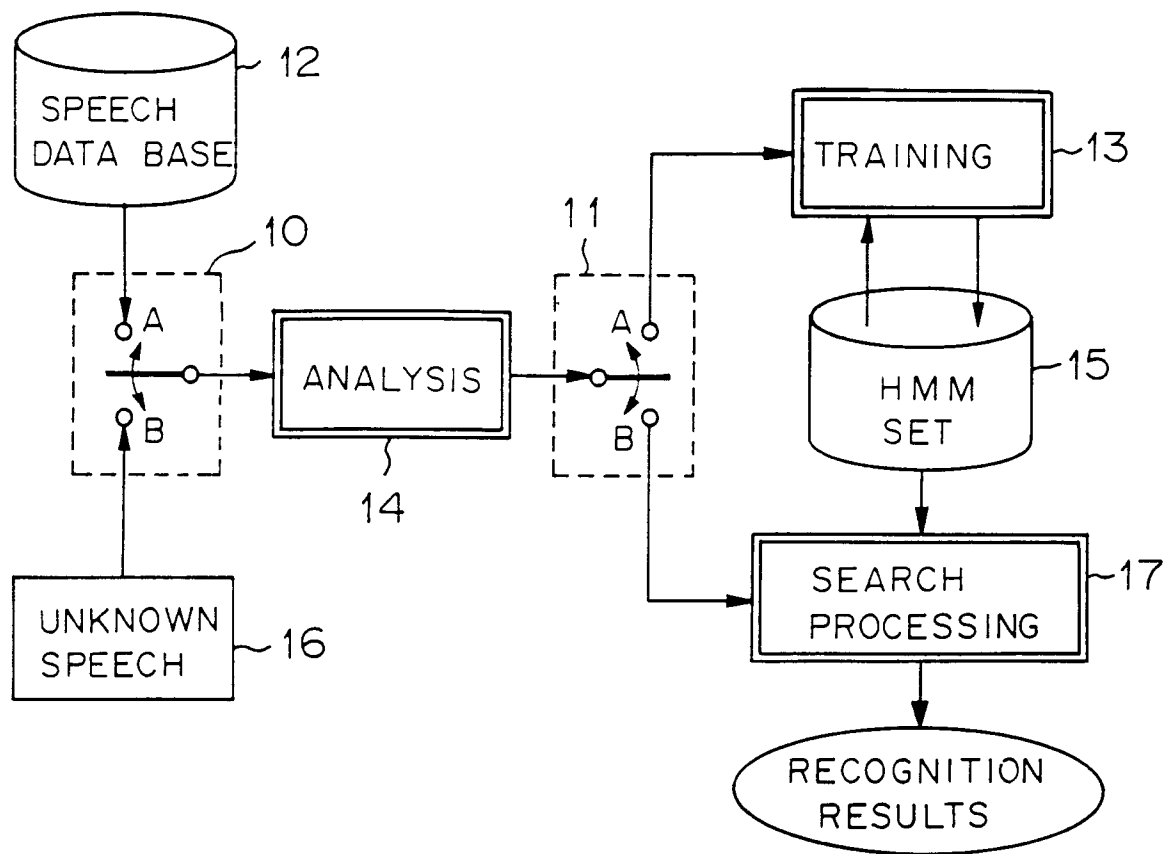 12
SPEECH
DATA BASE
TRAINING
13
10
11
A
B
ANALYSIS
14
A
B
HMM
SET
15
UNKNOWN
SPEECH
16
SEARCH
PROCESSING
17
RECOGNITION
RESULTS